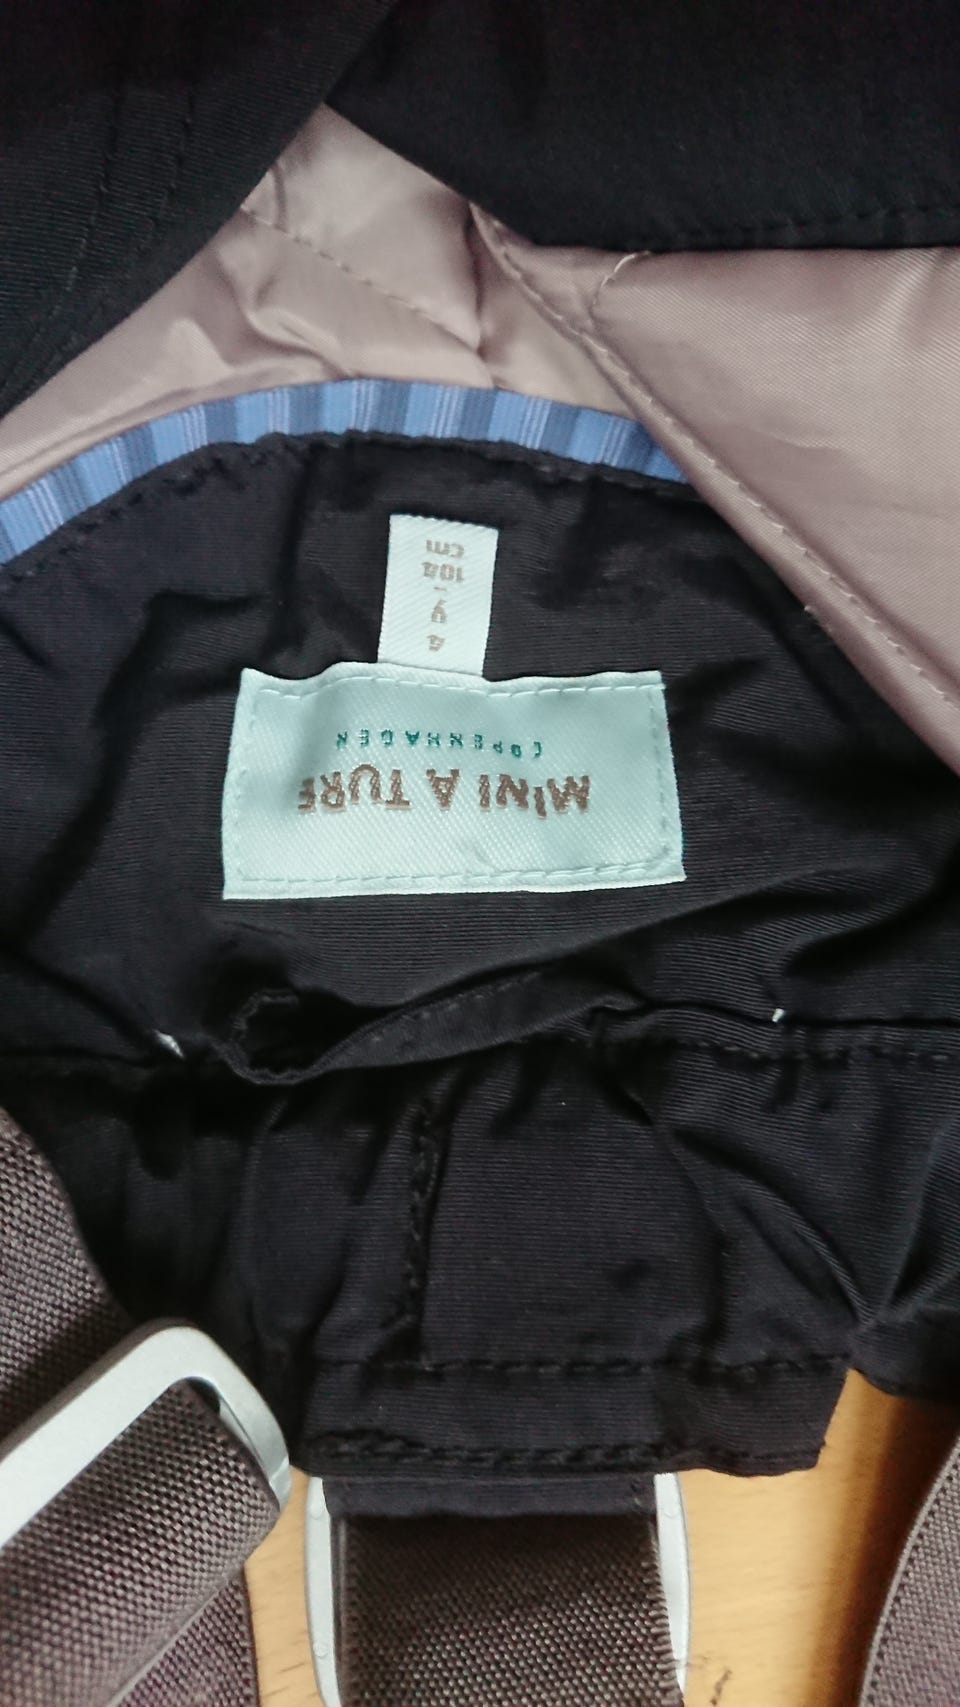 MINI A TURE
COPENHAGEN
4
Y
-
104
cm